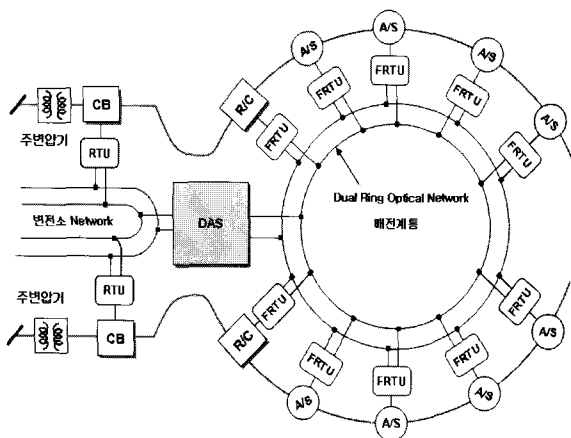 A/S
A/S
A/S
A/S
FRTU
FRTU
FRTU
FRTU
R/C
FRTU
CB
주변압기
RTU
변전소 Network
DAS
Dual Ring Optical Network
배전계통
RTU
주변압기
CB
R/C
FRTU
FRTU
FRTU
FRTU
FRTU
A/S
A/S
A/S
A/S